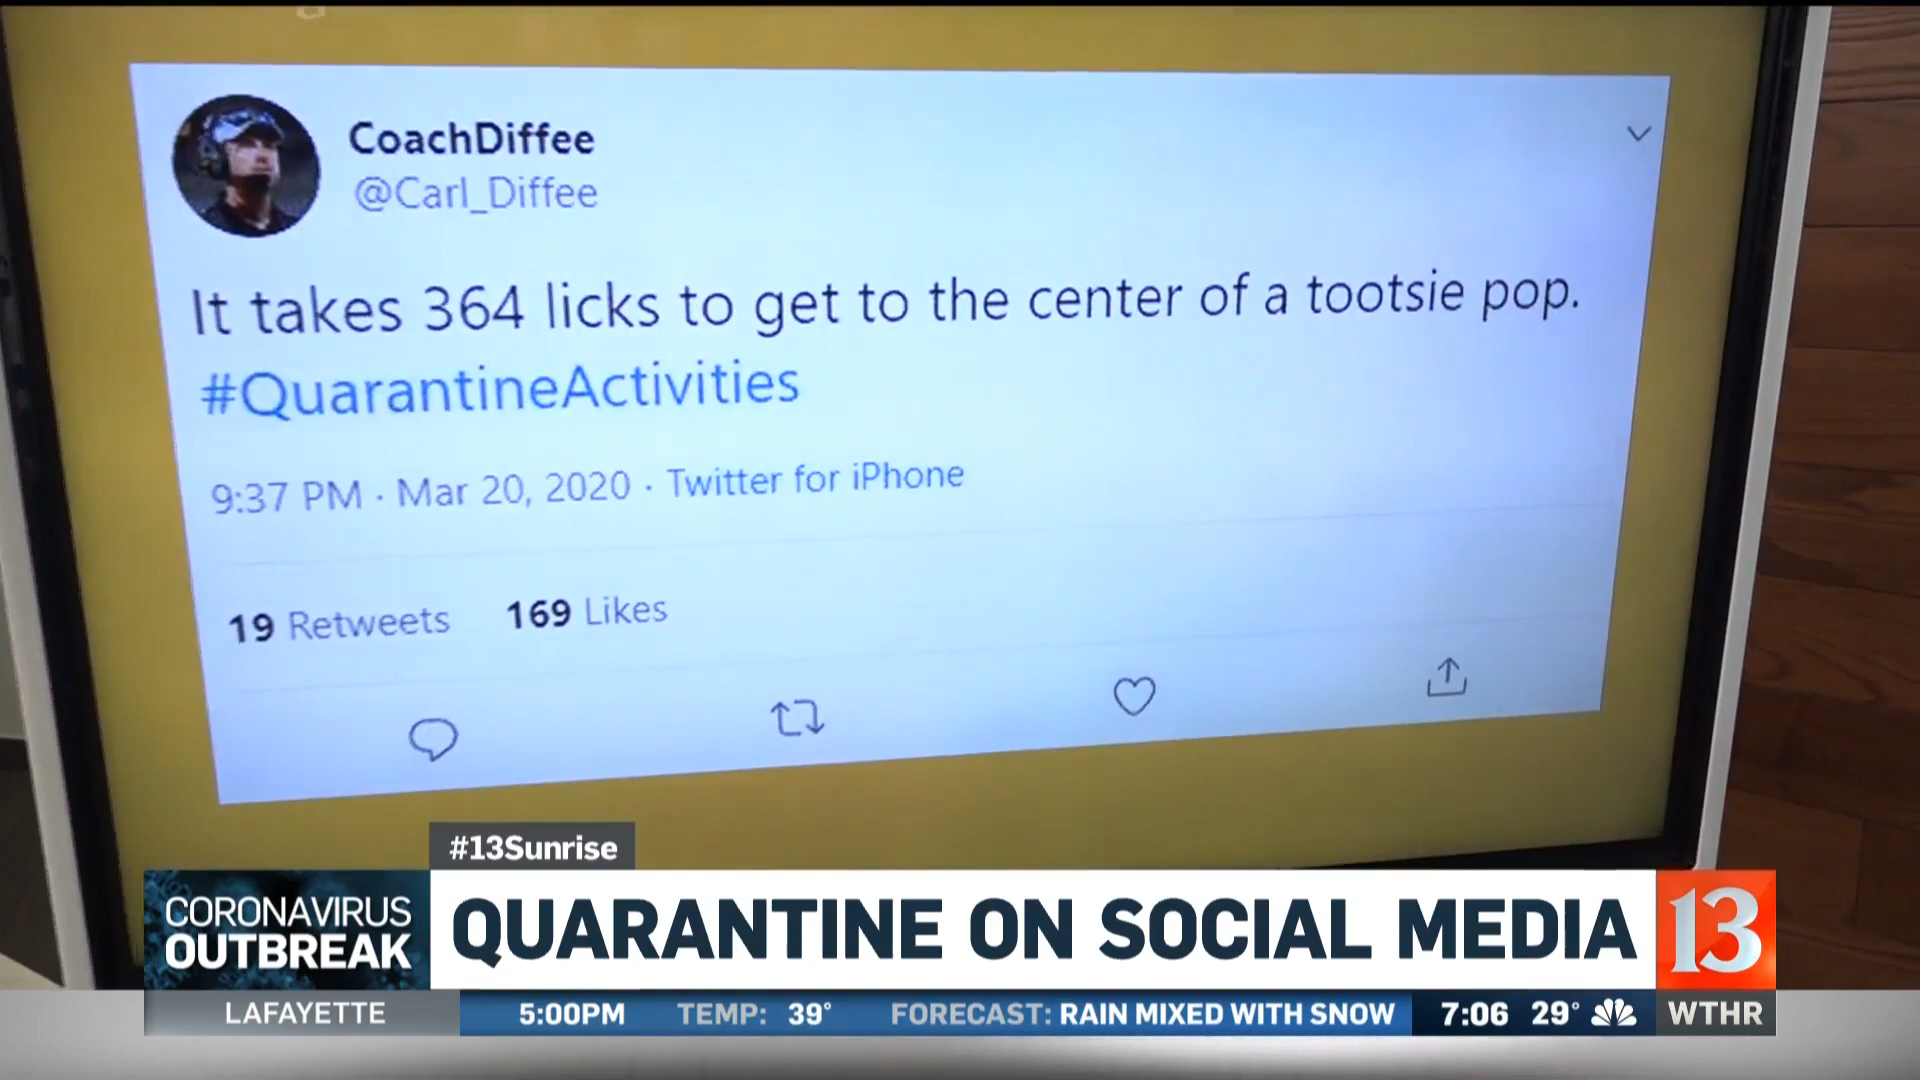 CoachDiffee
@Carl_Diffee
It takes 364 licks to get to the center of a tootsie pop.
#QuarantineActivities
9:37 PM · Mar 20, 2020 · Twitter for iPhone
19 Retweets 169 Likes
#13Sunrise
CORONAVIRUS
OUTBREAK
QUARANTINE ON SOCIAL MEDIA
13
LAFAYETTE 5:00PM TEMP: 39° FORECAST: RAIN MIXED WITH SNOW 7:06 29° WTHR